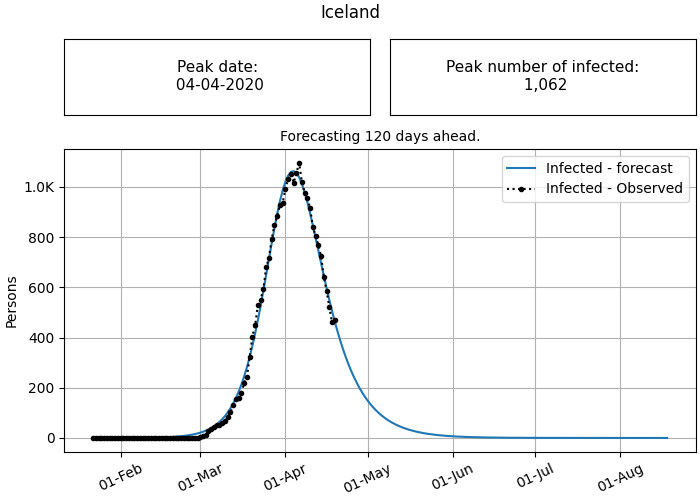 Iceland
Peak date:
04-04-2020
Peak number of infected:
1,062
Forecasting 120 days ahead.
Infected - forecast
Infected - Observed
1.0K
800
600
400
200
0
Persons
01-Feb
01-Mar
01-Apr
01-May
01-Jun
01-Jul
01-Aug